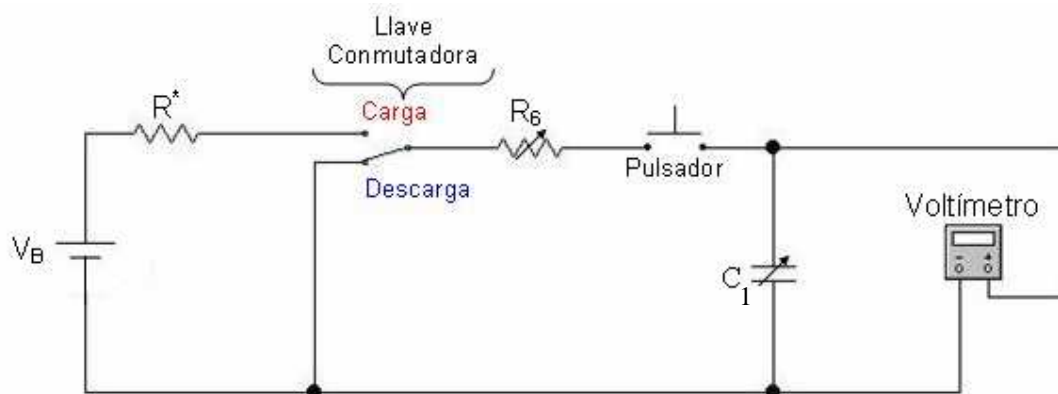 Llave
Conmutadora
R*
Carga
R6
Pulsador
Descarga
Voltímetro
VB
C1
- +